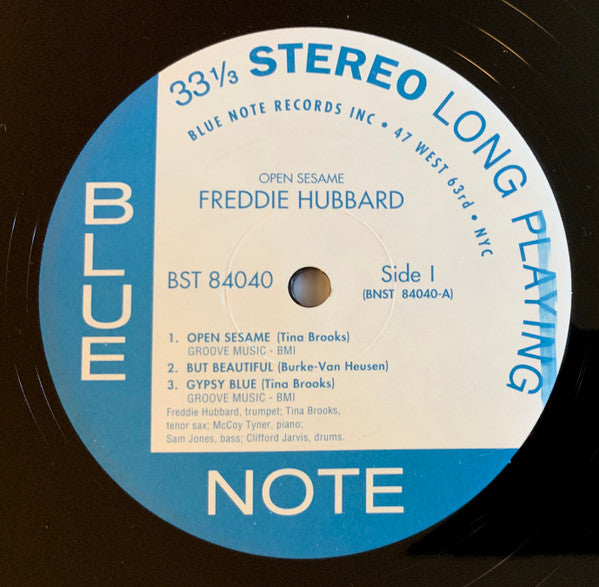 33 1/3 STEREO LONG PLAYING
BLUE NOTE RECORDS INC • 47 WEST 63rd • NYC
OPEN SESAME
FREDDIE HUBBARD
BST 84040
Side I
(BNST 84040-A)
1. OPEN SESAME (Tina Brooks)
GROOVE MUSIC - BMI
2. BUT BEAUTIFUL (Burke-Van Heusen)
3. GYPSY BLUE (Tina Brooks)
GROOVE MUSIC - BMI
Freddie Hubbard, trumpet; Tina Brooks,
tenor sax; McCoy Tyner, piano;
Sam Jones, bass; Clifford Jarvis, drums.
BLUE
NOTE